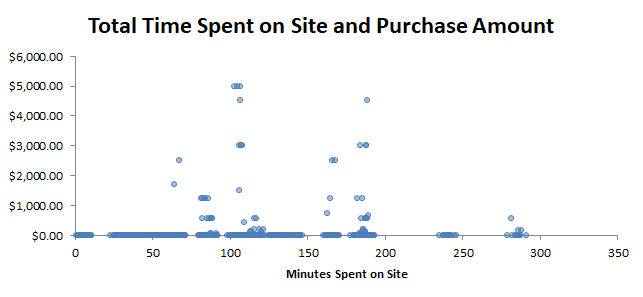 Total Time Spent on Site and Purchase Amount
$6,000.00
$5,000.00
$4,000.00
$3,000.00
$2,000.00
$1,000.00
$0.00
0 50 100 150 200 250 300 350
Minutes Spent on Site